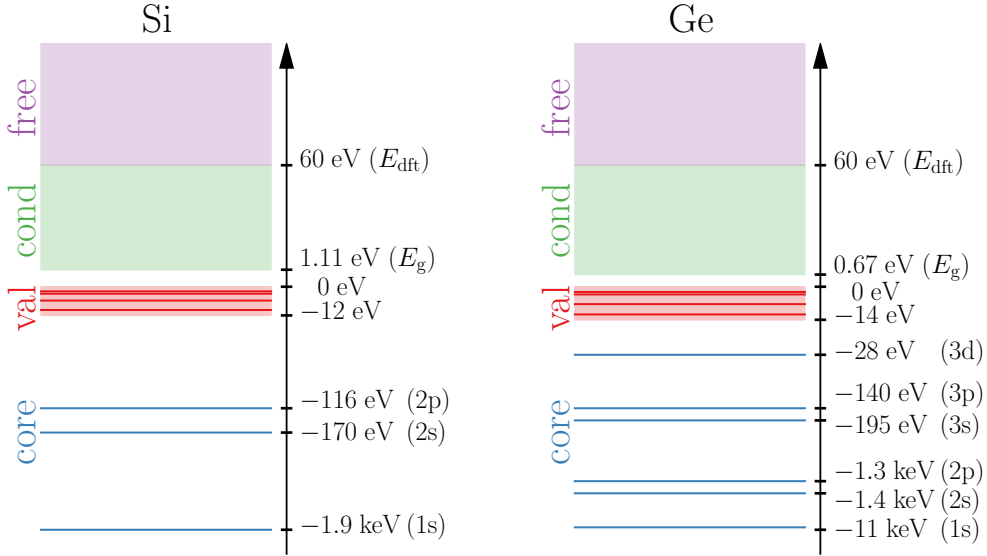 Si
free
cond
val
core
60 eV (E_dft)
1.11 eV (E_g)
0 eV
−12 eV
−116 eV (2p)
−170 eV (2s)
−1.9 keV (1s)
Ge
free
cond
val
core
60 eV (E_dft)
0.67 eV (E_g)
0 eV
−14 eV
−28 eV (3d)
−140 eV (3p)
−195 eV (3s)
−1.3 keV (2p)
−1.4 keV (2s)
−11 keV (1s)